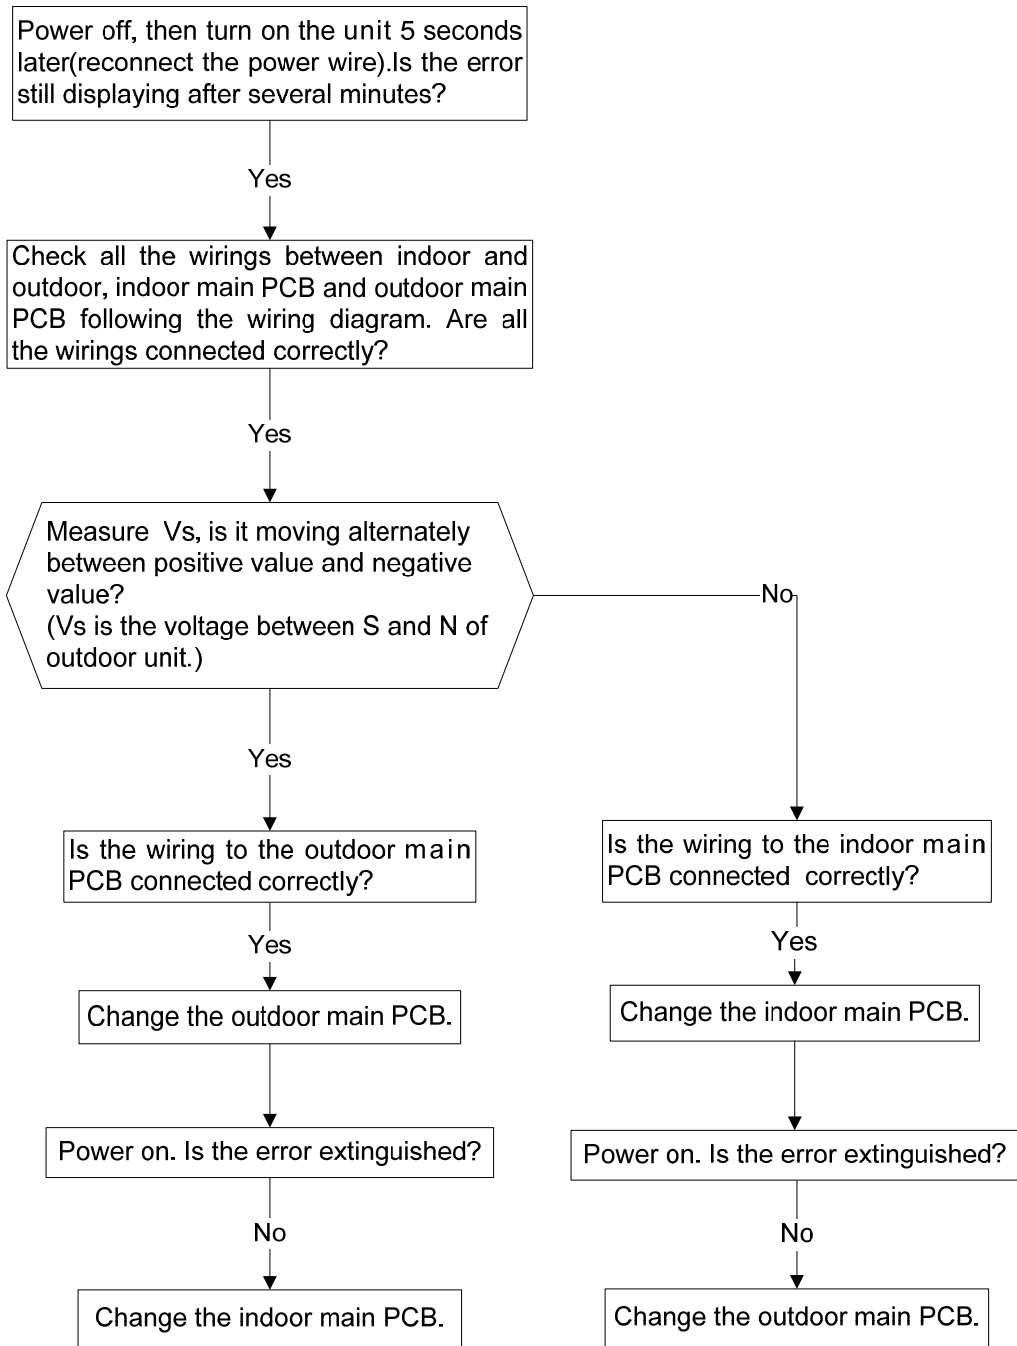 Power off, then turn on the unit 5 seconds
later(reconnect the power wire).Is the error
still displaying after several minutes?
Yes
Check all the wirings between indoor and
outdoor, indoor main PCB and outdoor main
PCB following the wiring diagram. Are all
the wirings connected correctly?
Yes
Measure Vs, is it moving alternately
between positive value and negative
value?
(Vs is the voltage between S and N of
outdoor unit.)
No
Yes
Is the wiring to the outdoor main
PCB connected correctly?
Yes
Change the outdoor main PCB.
Power on. Is the error extinguished?
No
Change the indoor main PCB.
Is the wiring to the indoor main
PCB connected correctly?
Yes
Change the indoor main PCB.
Power on. Is the error extinguished?
No
Change the outdoor main PCB.